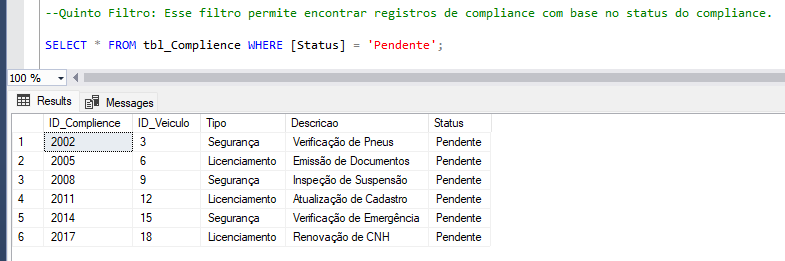 --Quinto Filtro: Esse filtro permite encontrar registros de compliance com base no status do compliance.
SELECT * FROM tbl_Complience WHERE [Status] = 'Pendente';
100 %
Results Messages
ID_Complience ID_Veiculo Tipo Descricao Status
1 2002 3 Segurança Verificação de Pneus Pendente
2 2005 6 Licenciamento Emissão de Documentos Pendente
3 2008 9 Segurança Inspeção de Suspensão Pendente
4 2011 12 Licenciamento Atualização de Cadastro Pendente
5 2014 15 Segurança Verificação de Emergência Pendente
6 2017 18 Licenciamento Renovação de CNH Pendente